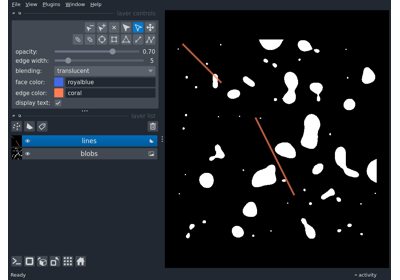 File View Plugins Window Help
layer controls
opacity: 0.70
edge width: 5
blending: translucent
face color: royalblue
edge color: coral
display text:
layer list
lines
blobs
Ready
activity